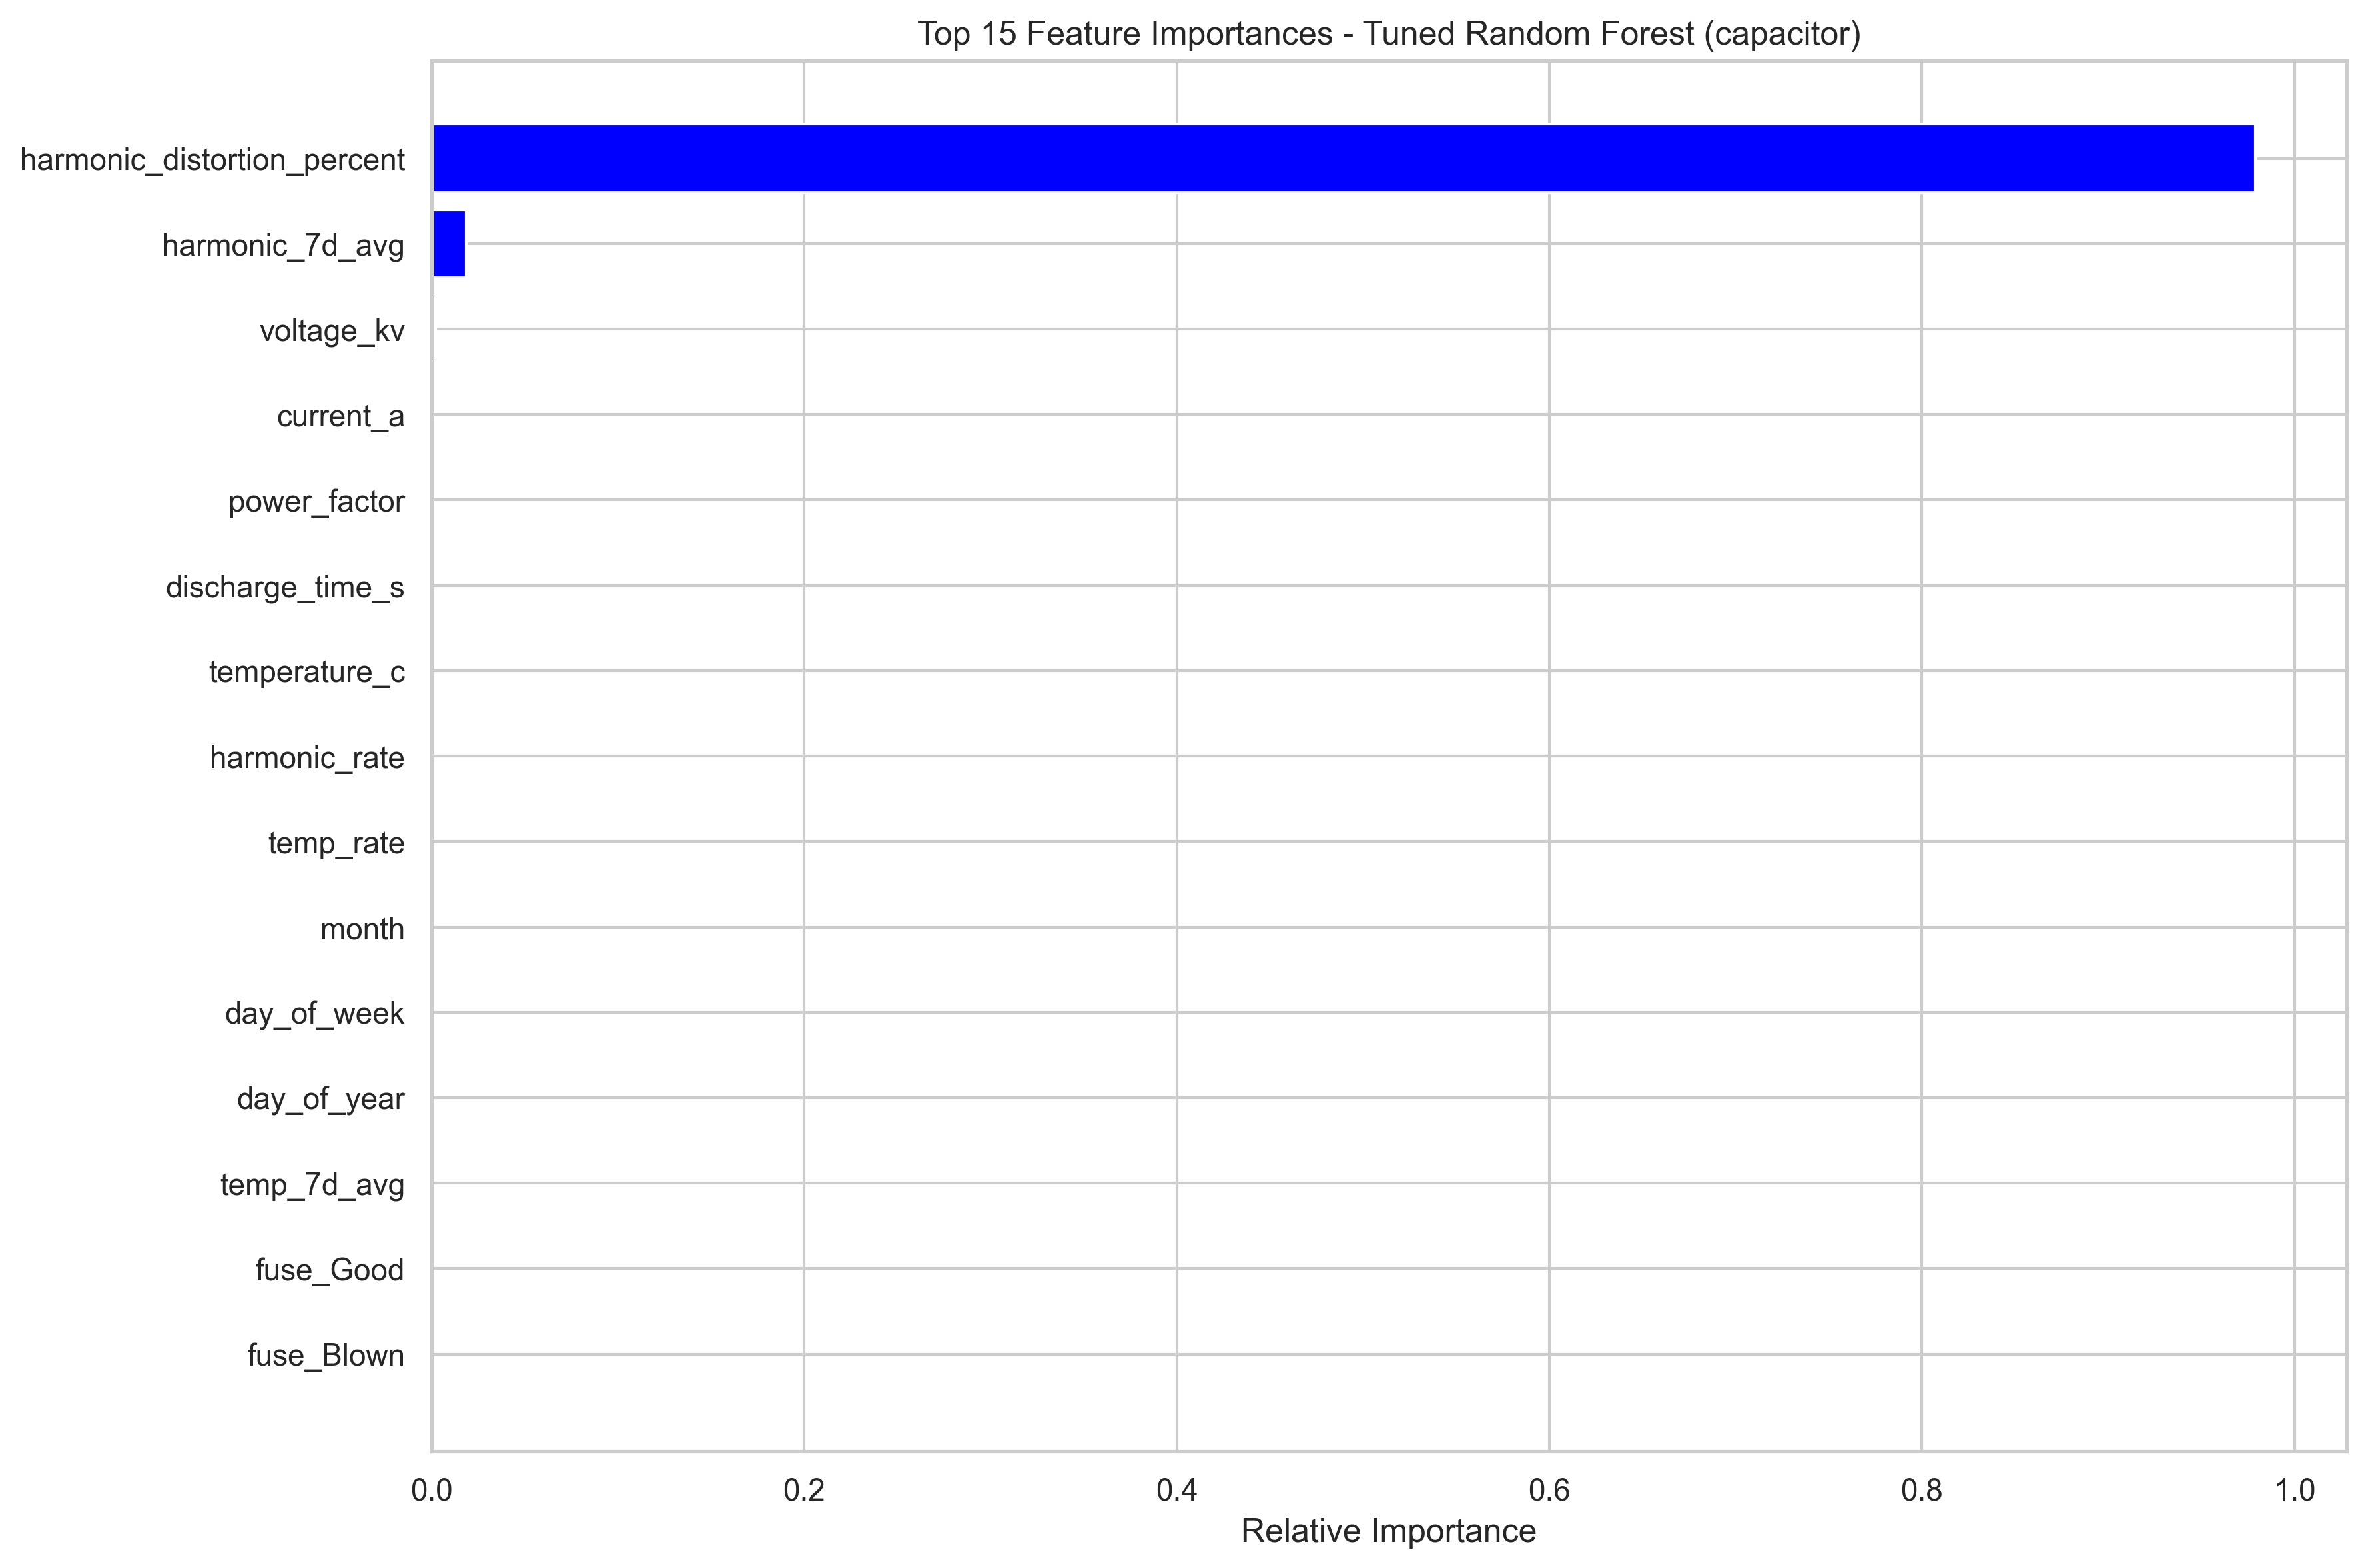 Top 15 Feature Importances - Tuned Random Forest (capacitor)
harmonic_distortion_percent
harmonic_7d_avg
voltage_kv
current_a
power_factor
discharge_time_s
temperature_c
harmonic_rate
temp_rate
month
day_of_week
day_of_year
temp_7d_avg
fuse_Good
fuse_Blown
0.0 0.2 0.4 0.6 0.8 1.0
Relative Importance